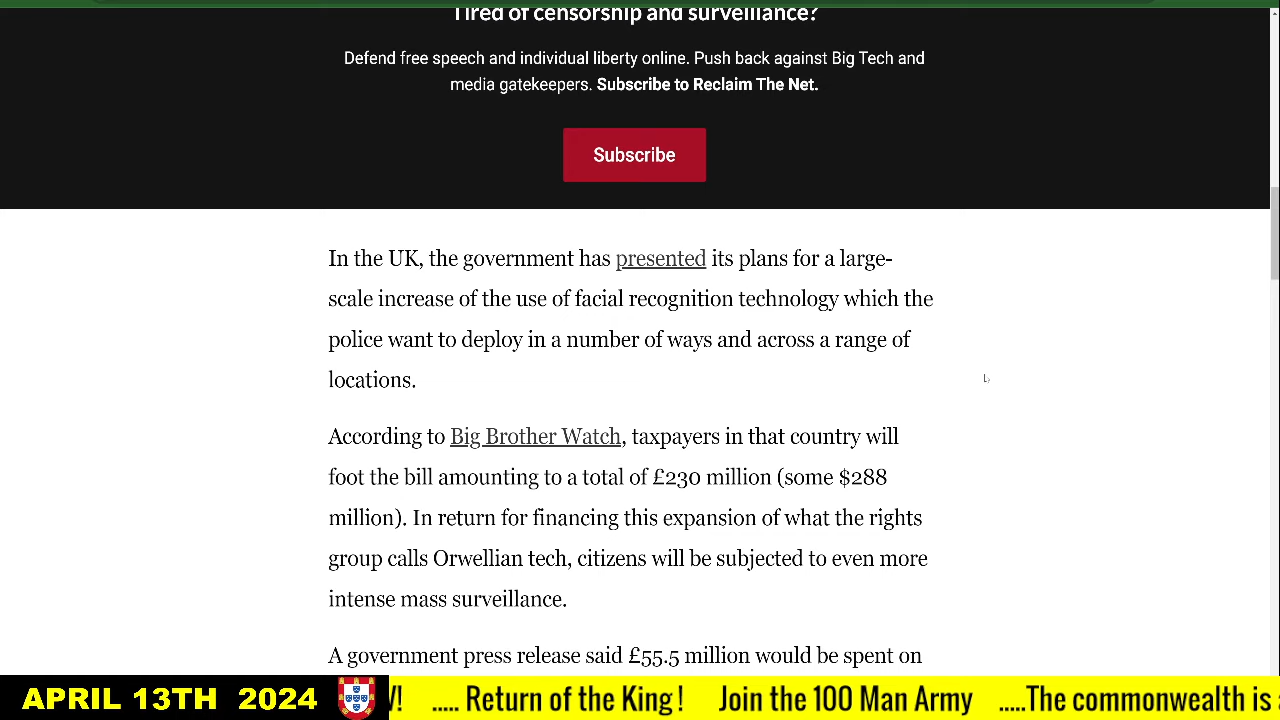 Tired of censorship and surveillance?
Defend free speech and individual liberty online. Push back against Big Tech and
media gatekeepers. Subscribe to Reclaim The Net.
Subscribe
In the UK, the government has presented its plans for a large-
scale increase of the use of facial recognition technology which the
police want to deploy in a number of ways and across a range of
locations.
According to Big Brother Watch, taxpayers in that country will
foot the bill amounting to a total of £230 million (some $288
million). In return for financing this expansion of what the rights
group calls Orwellian tech, citizens will be subjected to even more
intense mass surveillance.
A government press release said £55.5 million would be spent on
APRIL 13TH 2024 ! ..... Return of the King ! Join the 100 Man Army .....The commonwealth is